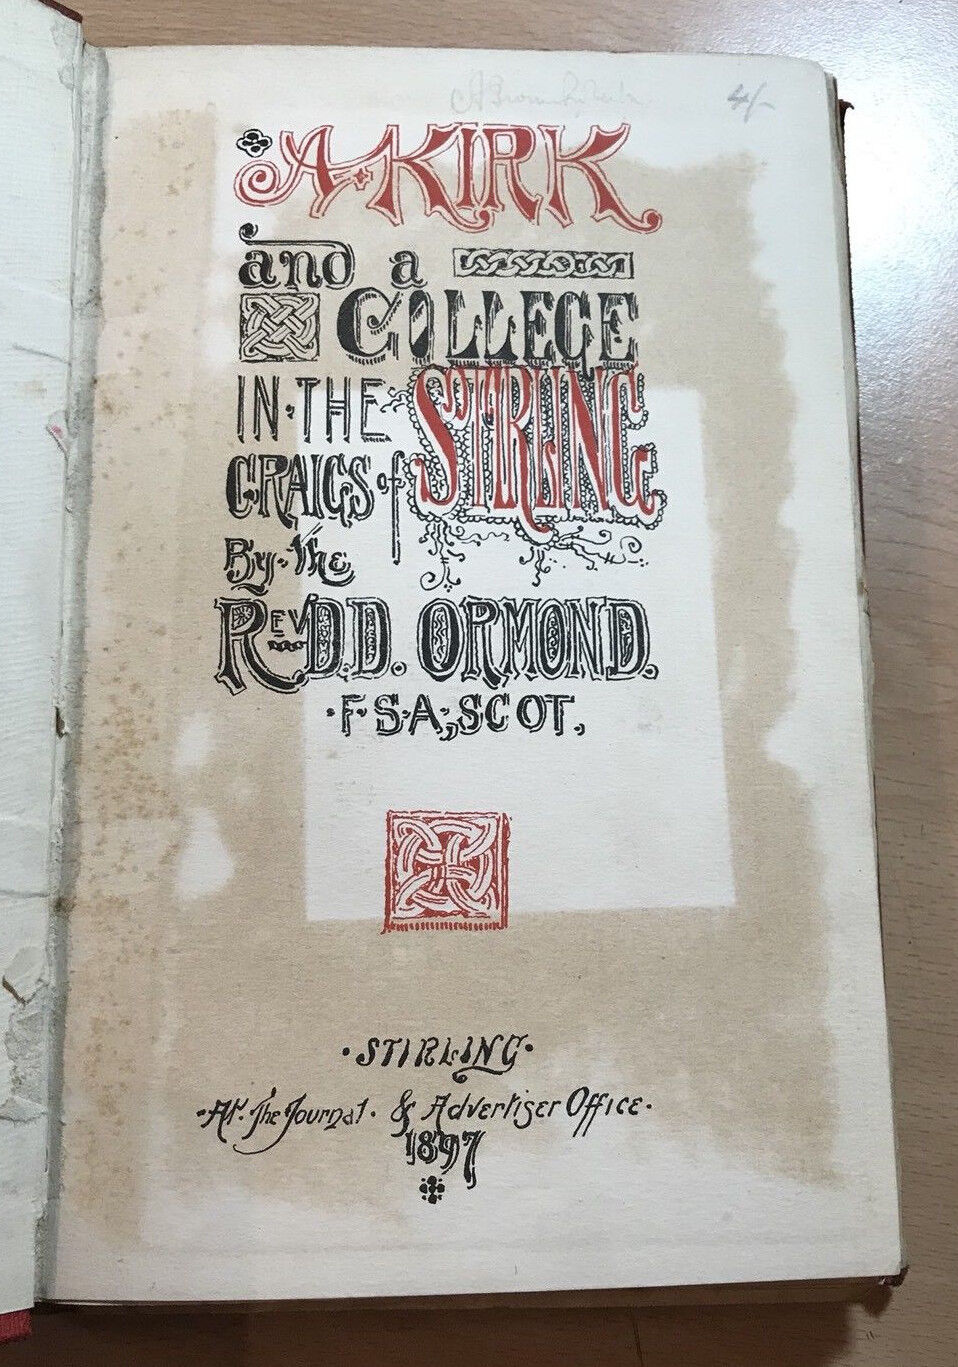 4/-
A·KIRK
and a
COLLEGE
IN·THE
STIRLING
CRAIGS of
By·the
REVD D. D. ORMOND.
·F·S·A·,SCOT.,
·STIRLING·
·At·The Journal·&Advertiser Office·
1897